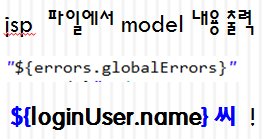 jsp 파일에서 model 내용 출력
"${errors.globalErrors}"
${loginUser.name} 씨 !